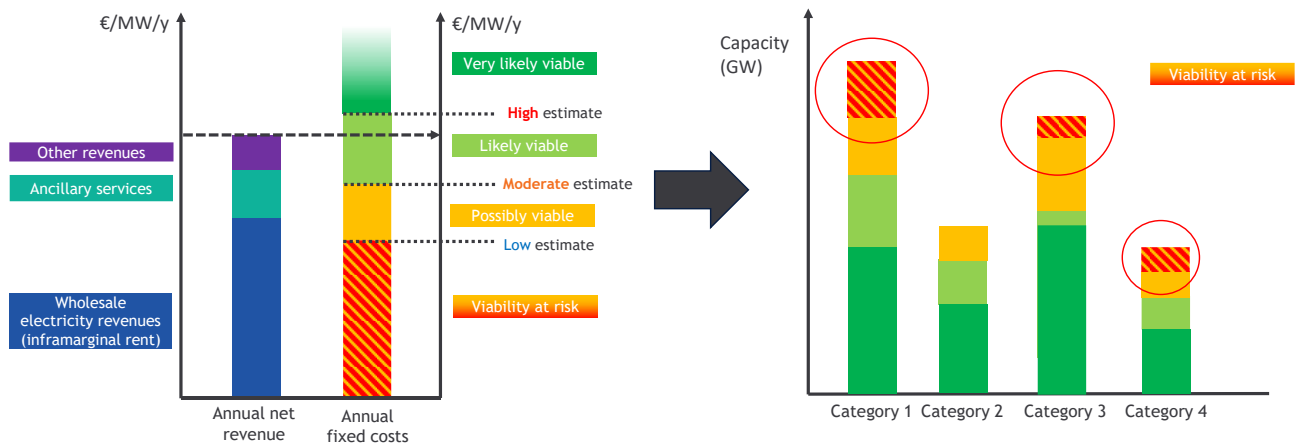 €/MW/y
€/MW/y
Very likely viable
High estimate
Other revenues
Likely viable
Ancillary services
Moderate estimate
Possibly viable
Low estimate
Wholesale
electricity revenues
(inframarginal rent)
Viability at risk
Annual net
revenue
Annual
fixed costs
Capacity
(GW)
Viability at risk
Category 1
Category 2
Category 3
Category 4